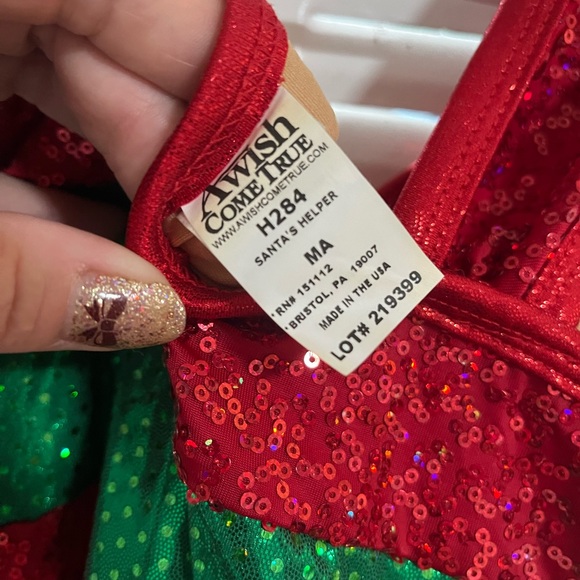 A Wish
COME TRUE
WWW.AWISHCOMETRUE.COM
H284
SANTA'S HELPER
MA
RN# 151112
BRISTOL, PA 19007
MADE IN THE USA
LOT# 219399